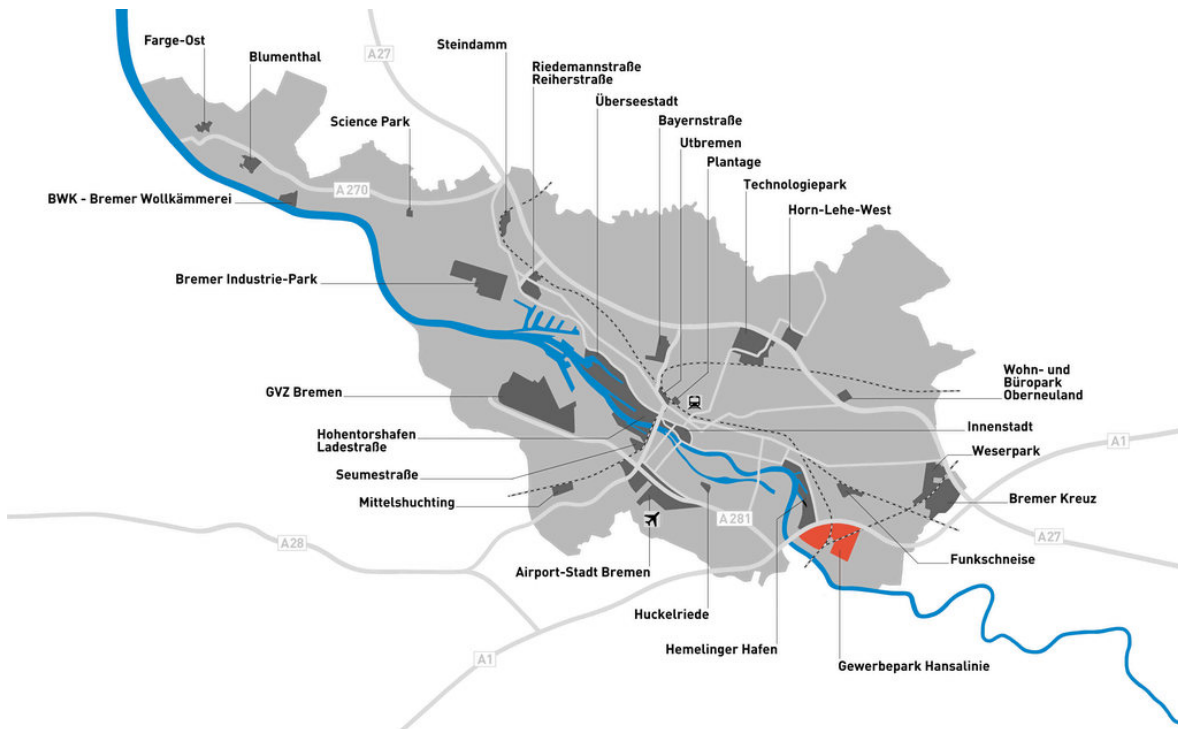 Farge-Ost
Blumenthal
A27
Steindamm
Riedemannstraße
Reiherstraße
Überseestadt
Bayernstraße
Utbremen
Plantage
Technologiepark
Horn-Lehe-West
Science Park
A270
BWK - Bremer Wollkämmerei
Bremer Industrie-Park
GVZ Bremen
Hohentorshafen
Ladestraße
Seumestraße
Mittelshuchting
Wohn- und
Büropark
Oberneuland
Innenstadt
A1
Weserpark
Bremer Kreuz
A281
A27
A28
Airport-Stadt Bremen
Funkschneise
Huckelriede
Hemelinger Hafen
A1
Gewerbepark Hansalinie